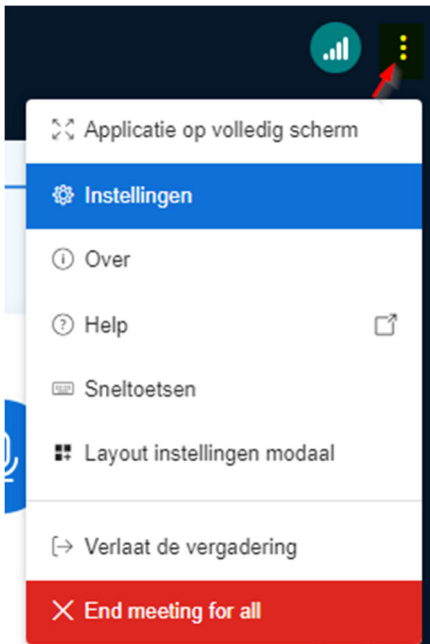 Applicatie op volledig scherm
Instellingen
Over
Help
Sneltoetsen
Layout instellingen modaal
Verlaat de vergadering
End meeting for all